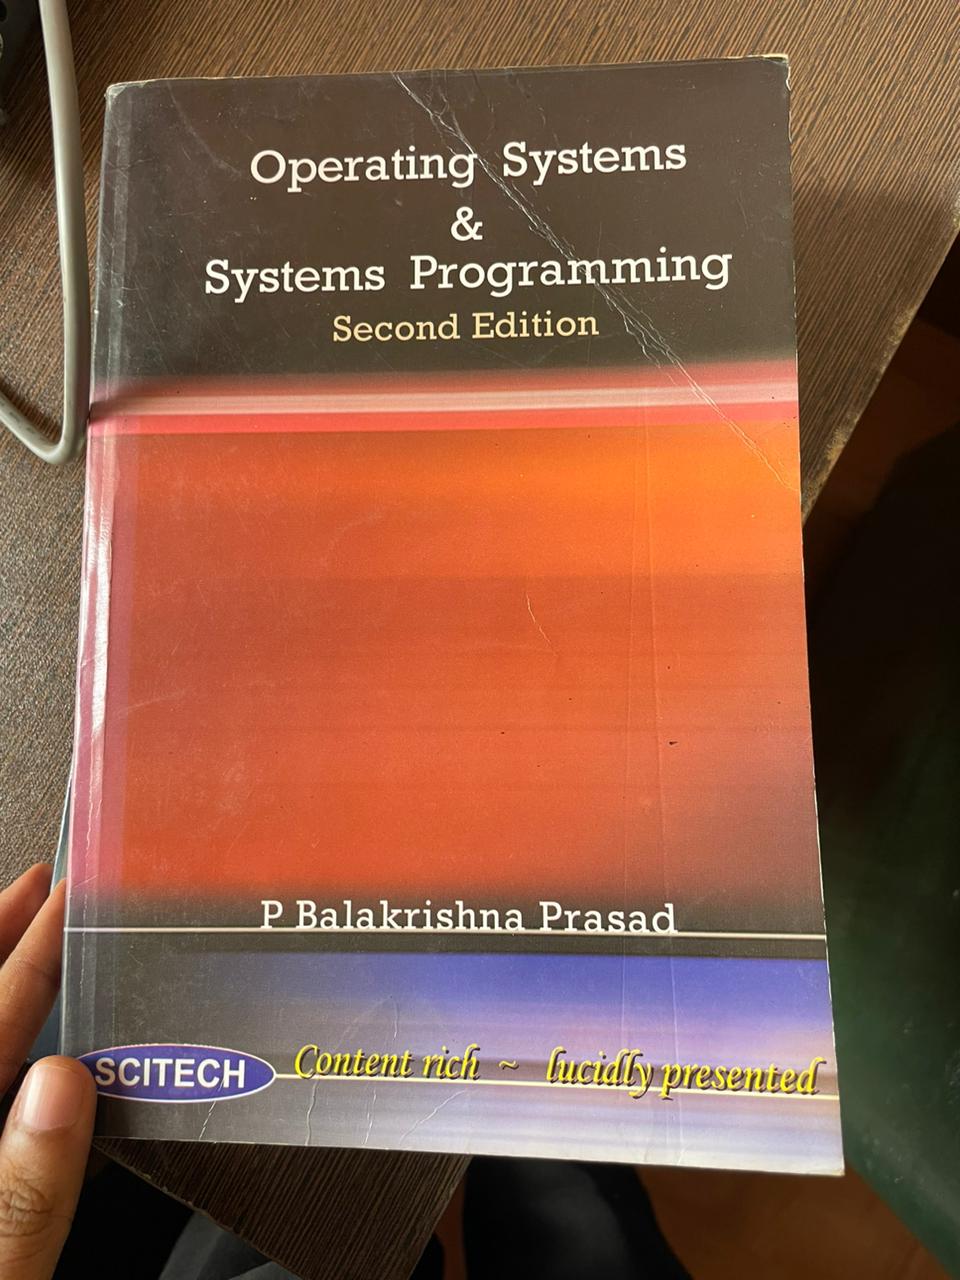 Operating Systems
&
Systems Programming
Second Edition
P Balakrishna Prasad
SCITECH
Content rich ~ lucidly presented